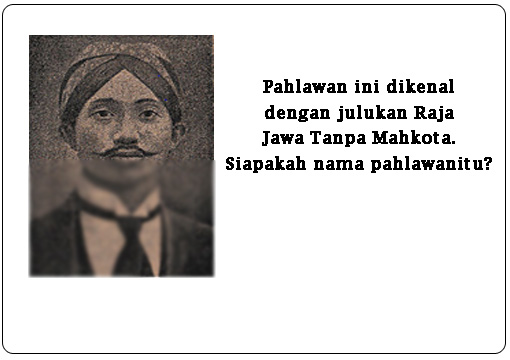 Pahlawan ini dikenal
dengan julukan Raja
Jawa Tanpa Mahkota.
Siapakah nama pahlawanitu?